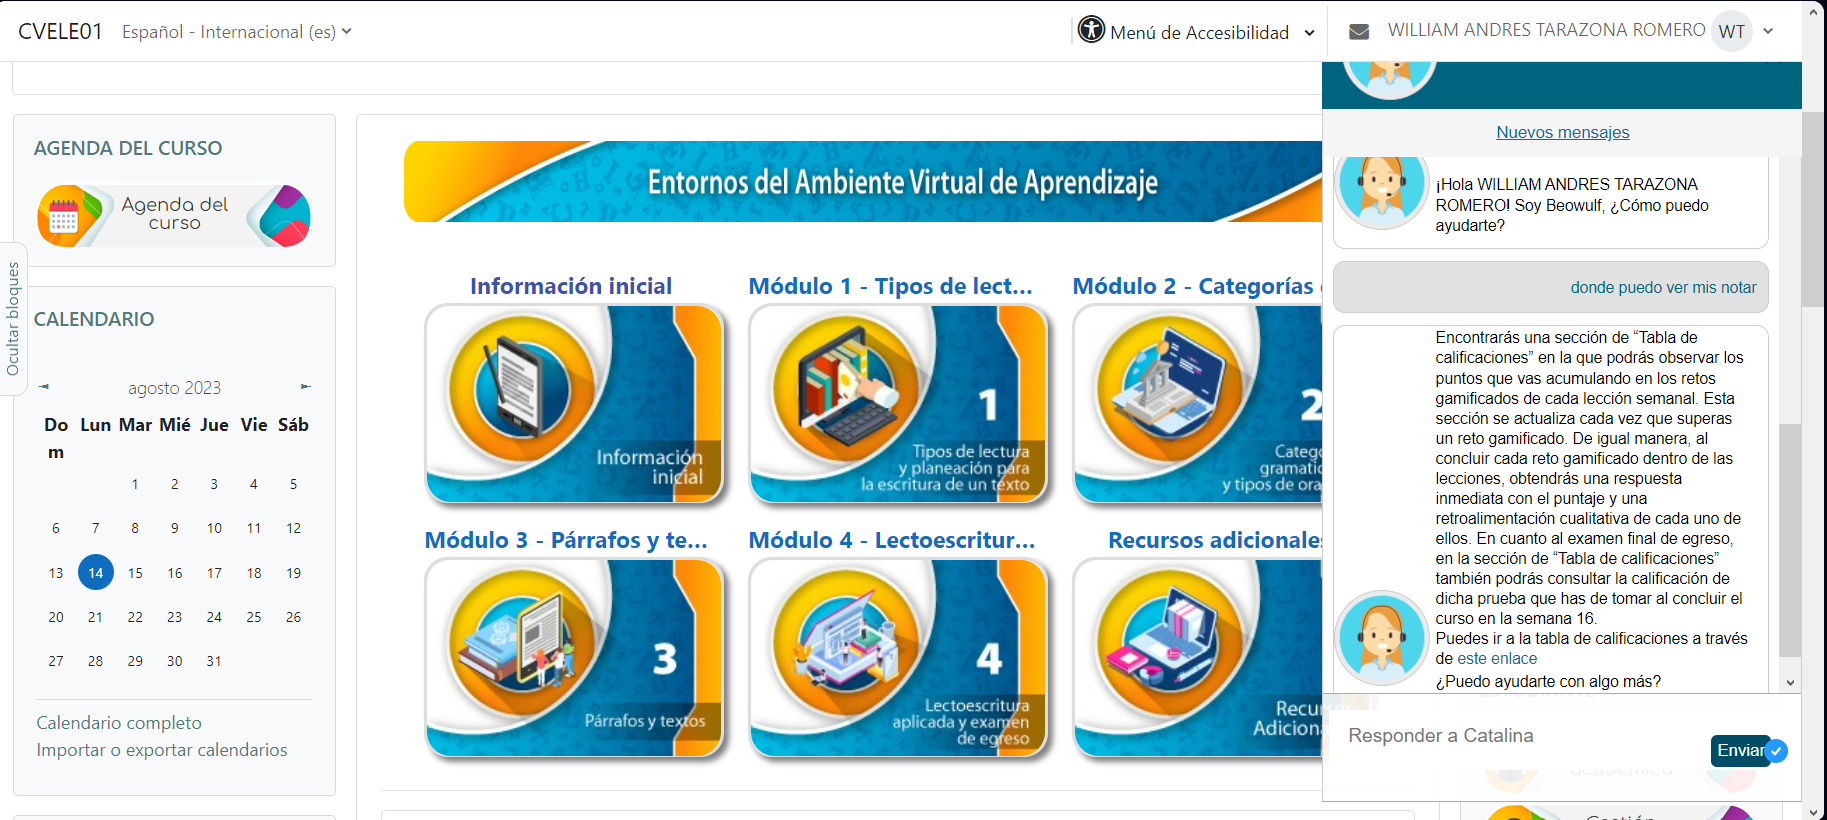 CVELE01 Español - Internacional (es)
Menú de Accesibilidad
WILLIAM ANDRES TARAZONA ROMERO WT
Ocultar bloques
AGENDA DEL CURSO
Agenda del
curso
CALENDARIO
agosto 2023
Do Lun Mar Mié Jue Vie Sáb
m
1 2 3 4 5
6 7 8 9 10 11 12
13 14 15 16 17 18 19
20 21 22 23 24 25 26
27 28 29 30 31
Calendario completo
Importar o exportar calendarios
Entornos del Ambiente Virtual de Aprendizaje
Información inicial
Información
inicial
Módulo 1 - Tipos de lect...
1
Tipos de lectura
y planeación para
la escritura de un texto
Módulo 2 - Categorías
2
Catego
gramatic
y tipos de ora
Módulo 3 - Párrafos y te...
3
Párrafos y textos
Módulo 4 - Lectoescritur...
4
Lectoescritura
aplicada y examen
de egreso
Recursos adicionales
Recursos
Adiciona
Nuevos mensajes
¡Hola WILLIAM ANDRES TARAZONA
ROMERO! Soy Beowulf, ¿Cómo puedo
ayudarte?
donde puedo ver mis notar
Encontrarás una sección de “Tabla de
calificaciones” en la que podrás observar los
puntos que vas acumulando en los retos
gamificados de cada lección semanal. Esta
sección se actualiza cada vez que superas
un reto gamificado. De igual manera, al
concluir cada reto gamificado dentro de las
lecciones, obtendrás una respuesta
inmediata con el puntaje y una
retroalimentación cualitativa de cada uno de
ellos. En cuanto al examen final de egreso,
en la sección de “Tabla de calificaciones”
también podrás consultar la calificación de
dicha prueba que has de tomar al concluir el
curso en la semana 16.
Puedes ir a la tabla de calificaciones a través
de este enlace
¿Puedo ayudarte con algo más?
Responder a Catalina
Enviar
académica